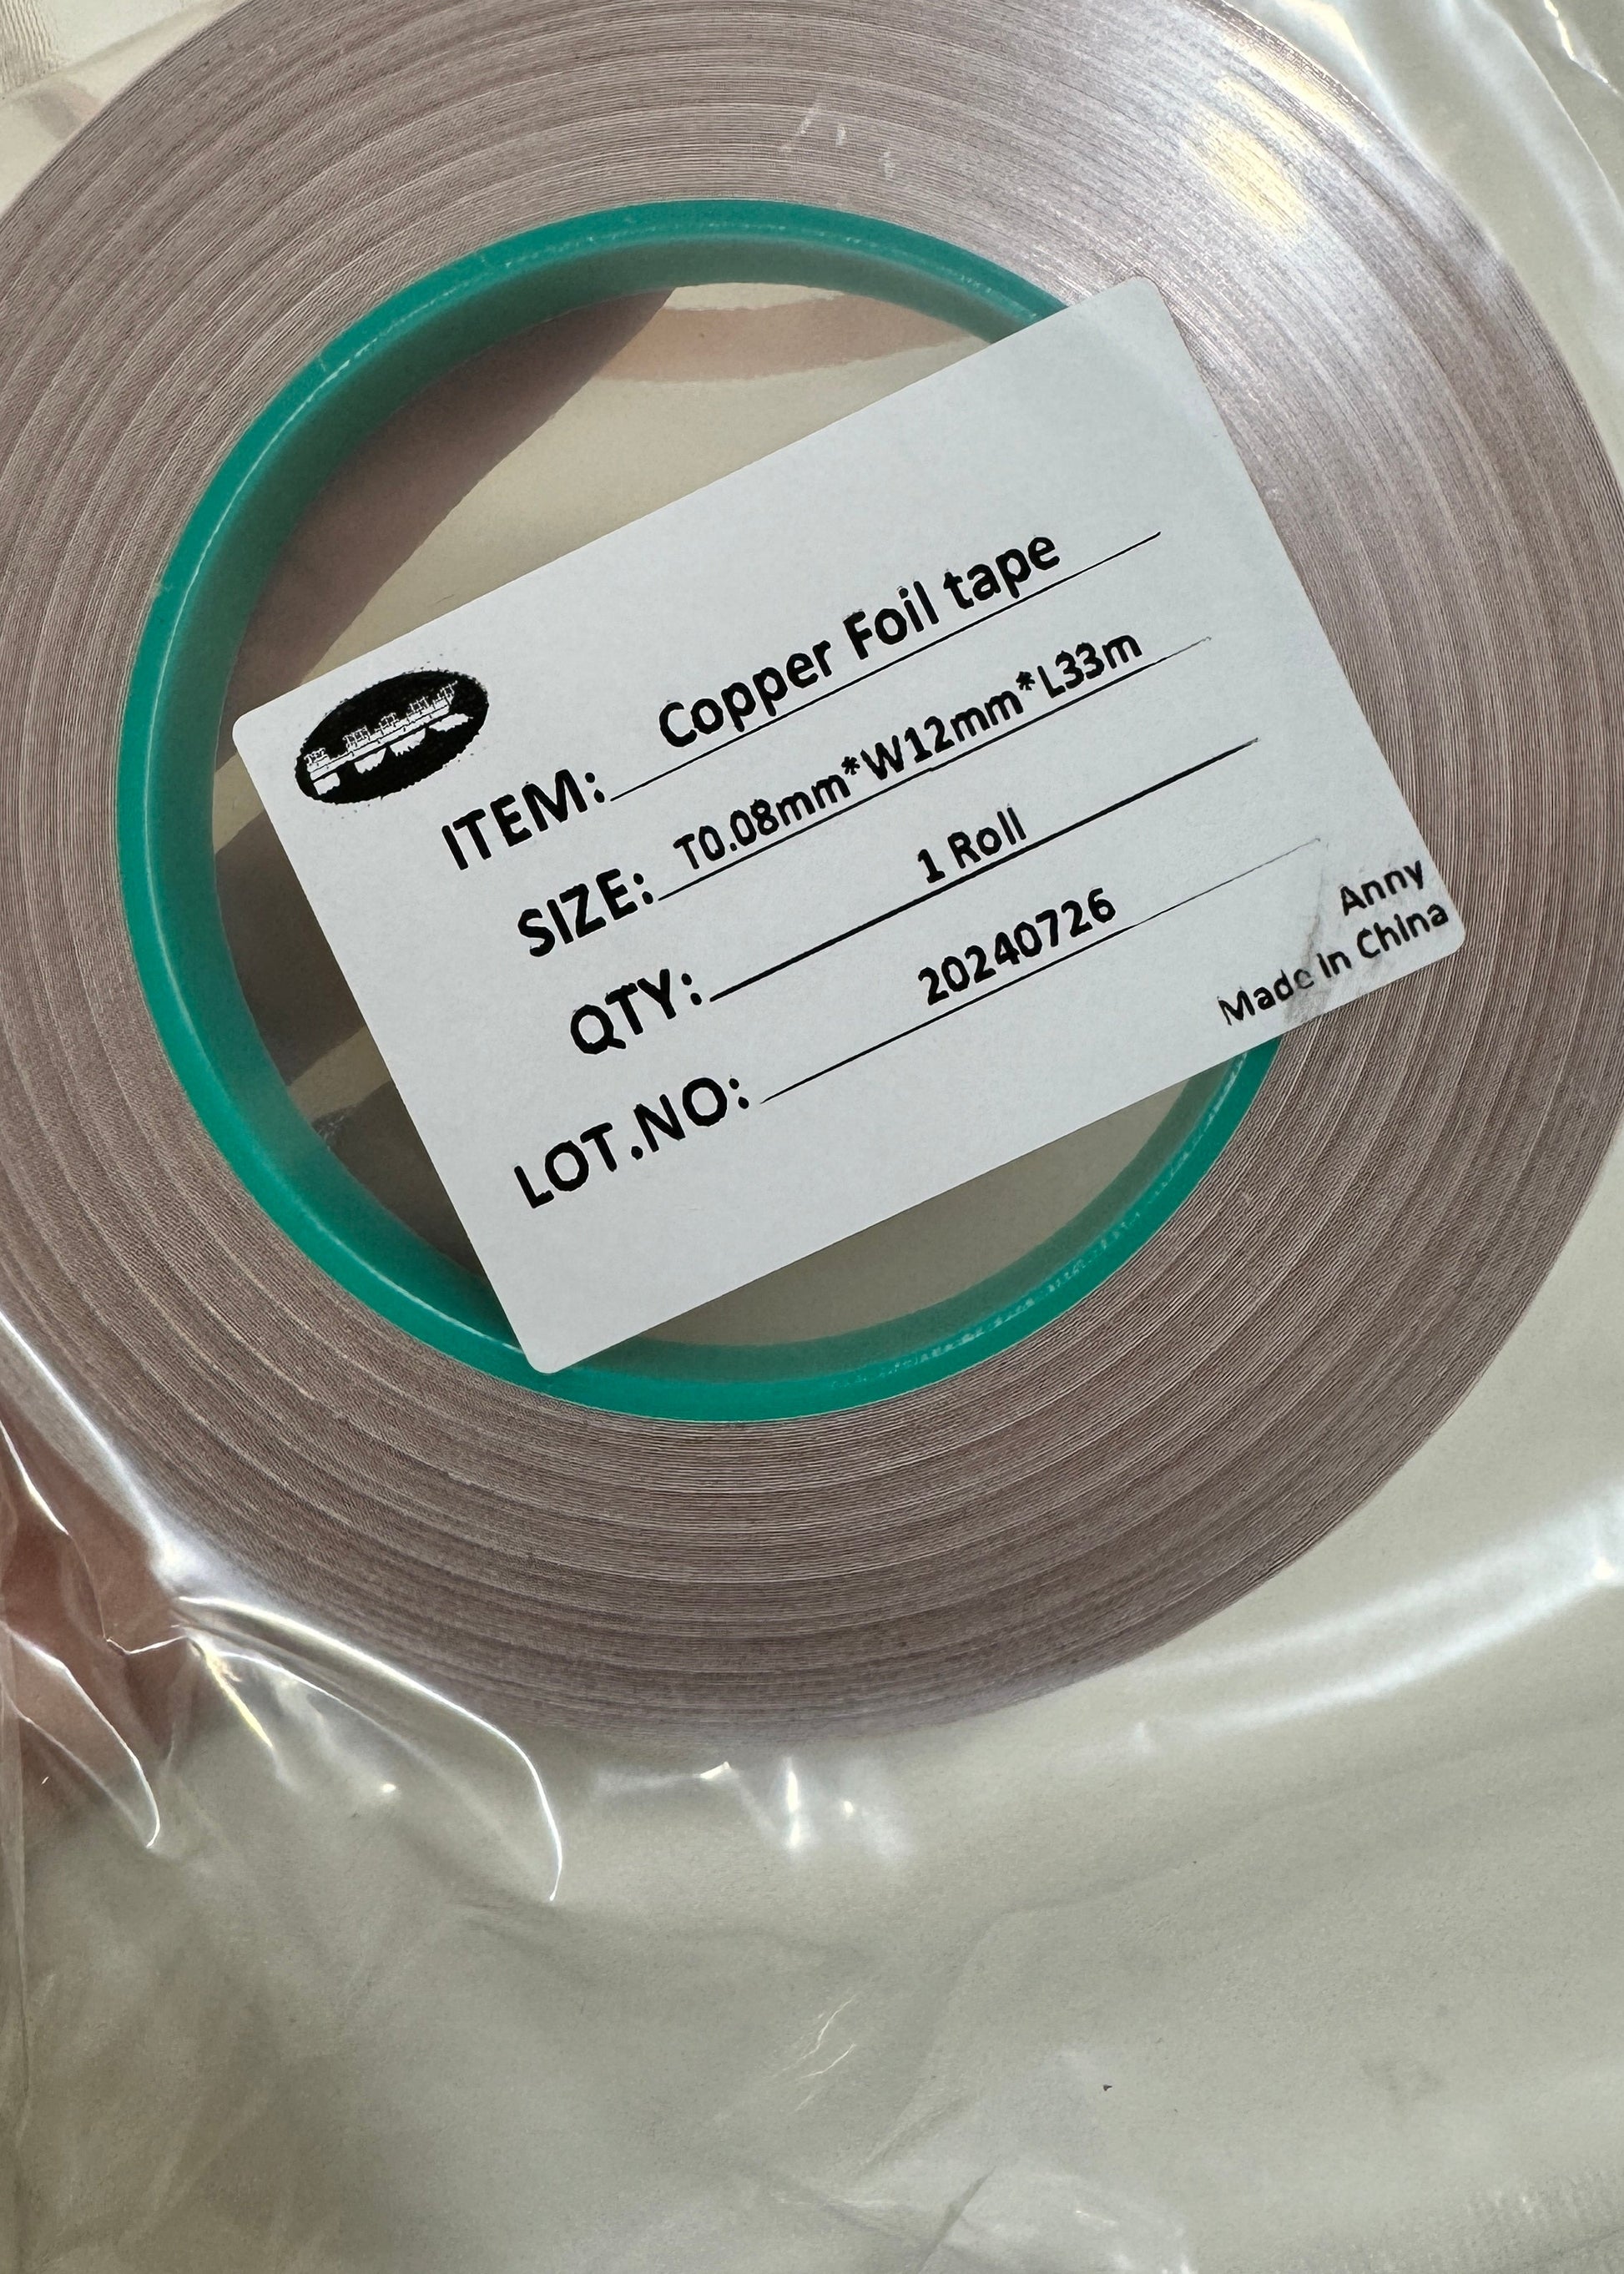 ITEM: Copper Foil tape
SIZE: T0.08mm*W12mm*L33m
QTY: 1 Roll
LOT.NO: 20240726
Anny
Made in China